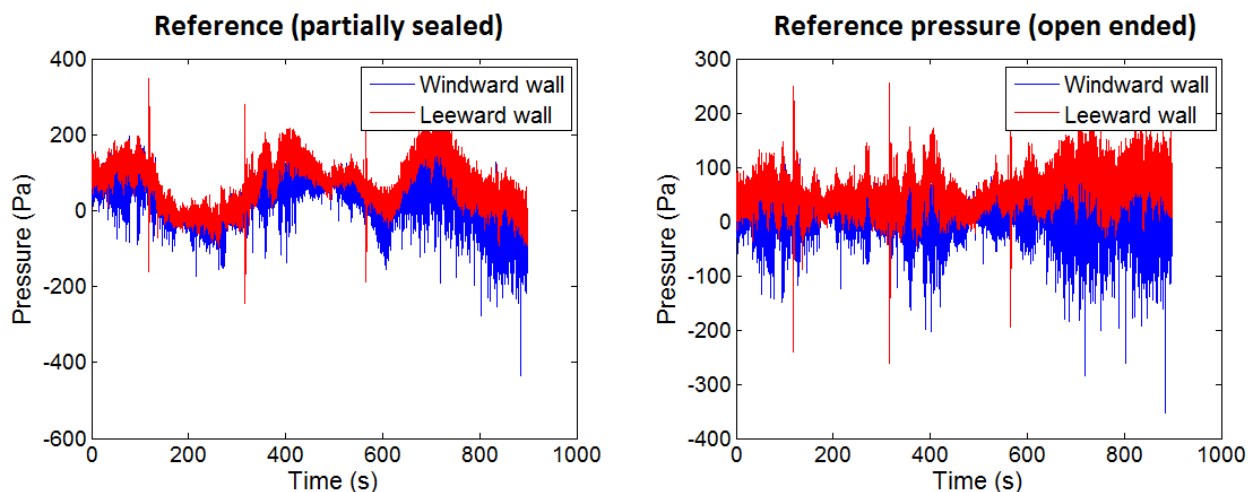 Reference (partially sealed)
400
200
0
-200
-400
-600
Pressure (Pa)
Windward wall
Leeward wall
0
200
400
600
800
1000
Time (s)
Reference pressure (open ended)
300
200
100
0
-100
-200
-300
-400
Pressure (Pa)
Windward wall
Leeward wall
0
200
400
600
800
1000
Time (s)